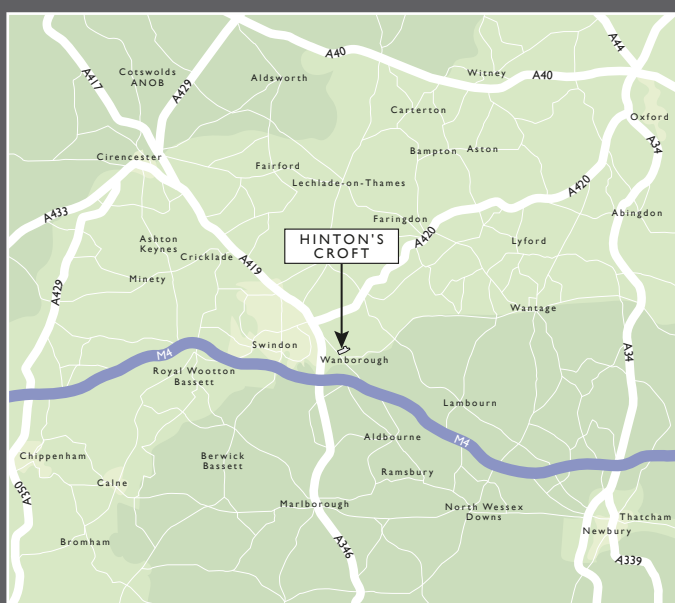 A44
A40
Cotswolds
ANOB
A417
A429
Aldsworth
Witney
A40
Carterton
Oxford
A34
Bampton
Aston
Cirencester
Fairford
Lechlade-on-Thames
A420
A433
Faringdon
Abingdon
HINTON'S
CROFT
A420
Ashton
Keynes
Lyford
Cricklade
A419
Minety
A429
Wantage
Swindon
A34
M4
Wanborough
Royal Wootton
Bassett
Lambourn
Aldbourne
M4
Chippenham
Berwick
Bassett
Ramsbury
Calne
A350
Marlborough
North Wessex
Downs
Thatcham
Newbury
Bromham
A346
A339